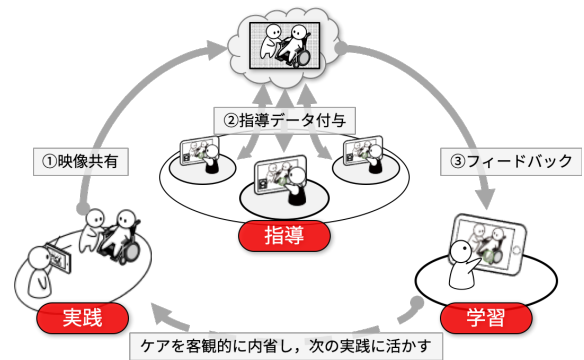 ②指導データ付与
①映像共有
③フィードバック
指導
実践
学習
ケアを客観的に内省し，次の実践に活かす